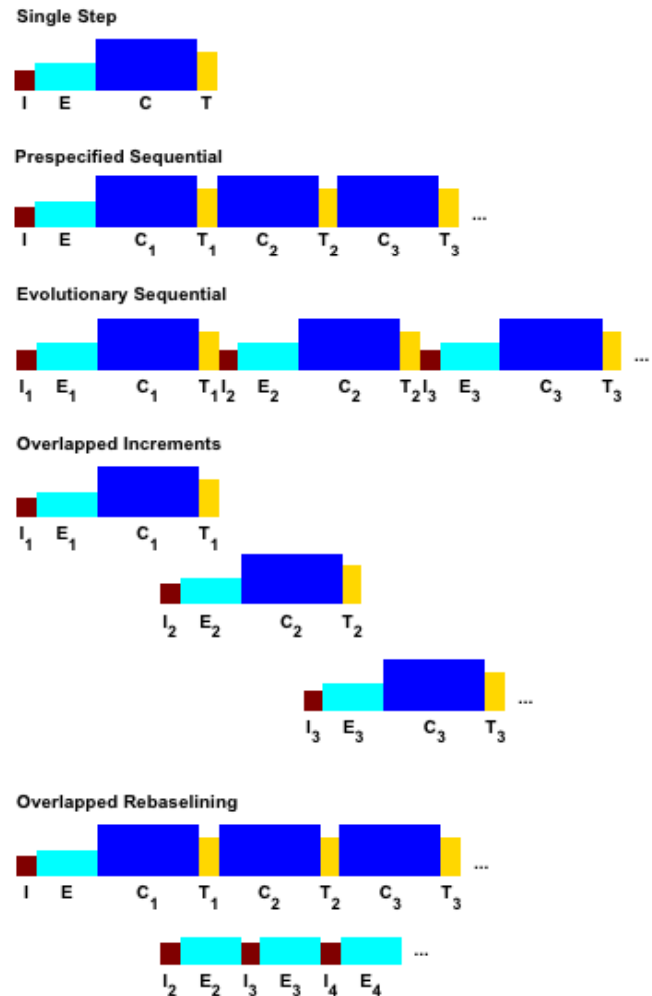 Single Step
I E C T
Prespecified Sequential
...
I E C1 T1 C2 T2 C3 T3
Evolutionary Sequential
...
I1 E1 C1 T1 I2 E2 C2 T2 I3 E3 C3 T3
Overlapped Increments
I1 E1 C1 T1
I2 E2 C2 T2
...
I3 E3 C3 T3
Overlapped Rebaselining
...
I E C1 T1 C2 T2 C3 T3
...
I2 E2 I3 E3 I4 E4